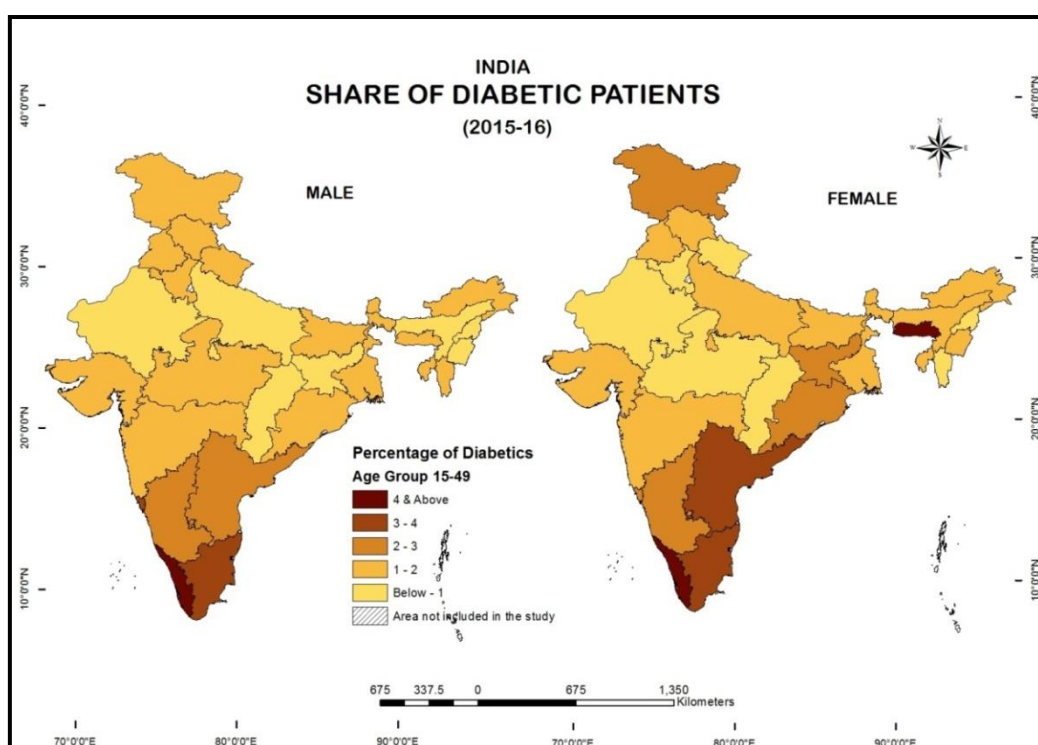 INDIA
SHARE OF DIABETIC PATIENTS
(2015-16)
MALE
FEMALE
N
W E
S
40°0'0"N
30°0'0"N
20°0'0"N
10°0'0"N
40°0'0"N
30°0'0"N
20°0'0"N
10°0'0"N
Percentage of Diabetics
Age Group 15-49
4 & Above
3 - 4
2 - 3
1 - 2
Below - 1
Area not included in the study
675 337.5 0 675 1,350
Kilometers
70°0'0"E 80°0'0"E 90°0'0"E 70°0'0"E 80°0'0"E 90°0'0"E